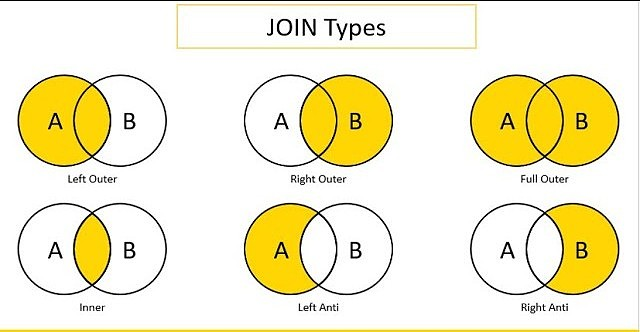 JOIN Types
A B
A B
A B
Left Outer
Right Outer
Full Outer
A B
A B
A B
Inner
Left Anti
Right Anti